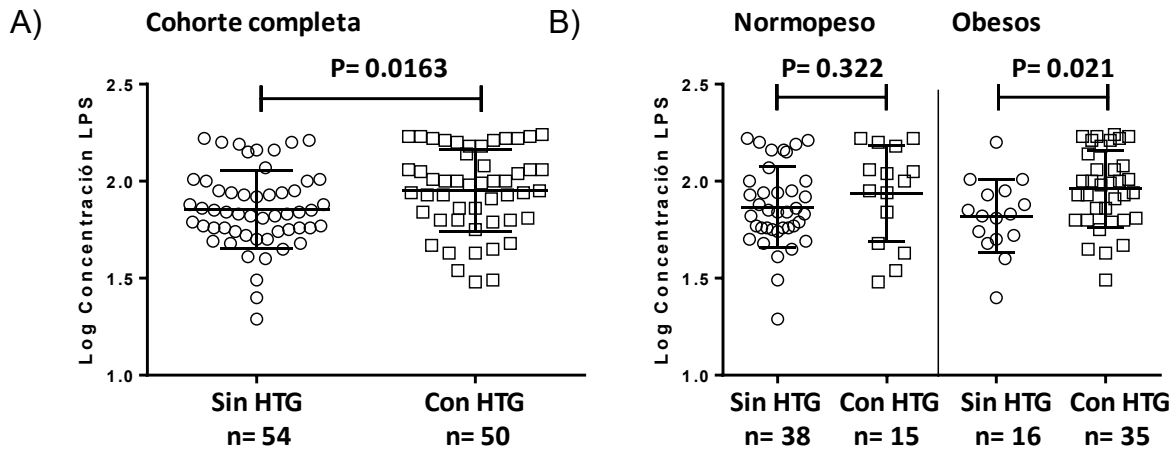 A)
Cohorte completa
P= 0.0163
Log Concentración LPS
2.5
2.0
1.5
1.0
Sin HTG
Con HTG
n= 54
n= 50
B)
Normopeso
Obesos
P= 0.322
P= 0.021
Log Concentración LPS
2.5
2.0
1.5
1.0
Sin HTG
Con HTG
Sin HTG
Con HTG
n= 38
n= 15
n= 16
n= 35